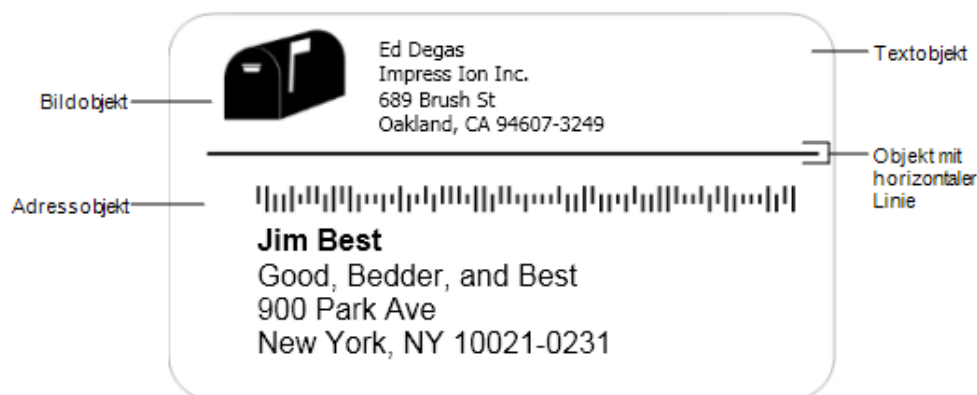 Ed Degas
Impress Ion Inc.
689 Brush St
Oakland, CA 94607-3249
Textobjekt
Bildobjekt
Objekt mit
horizontaler
Linie
Adressobjekt
Jim Best
Good, Bedder, and Best
900 Park Ave
New York, NY 10021-0231